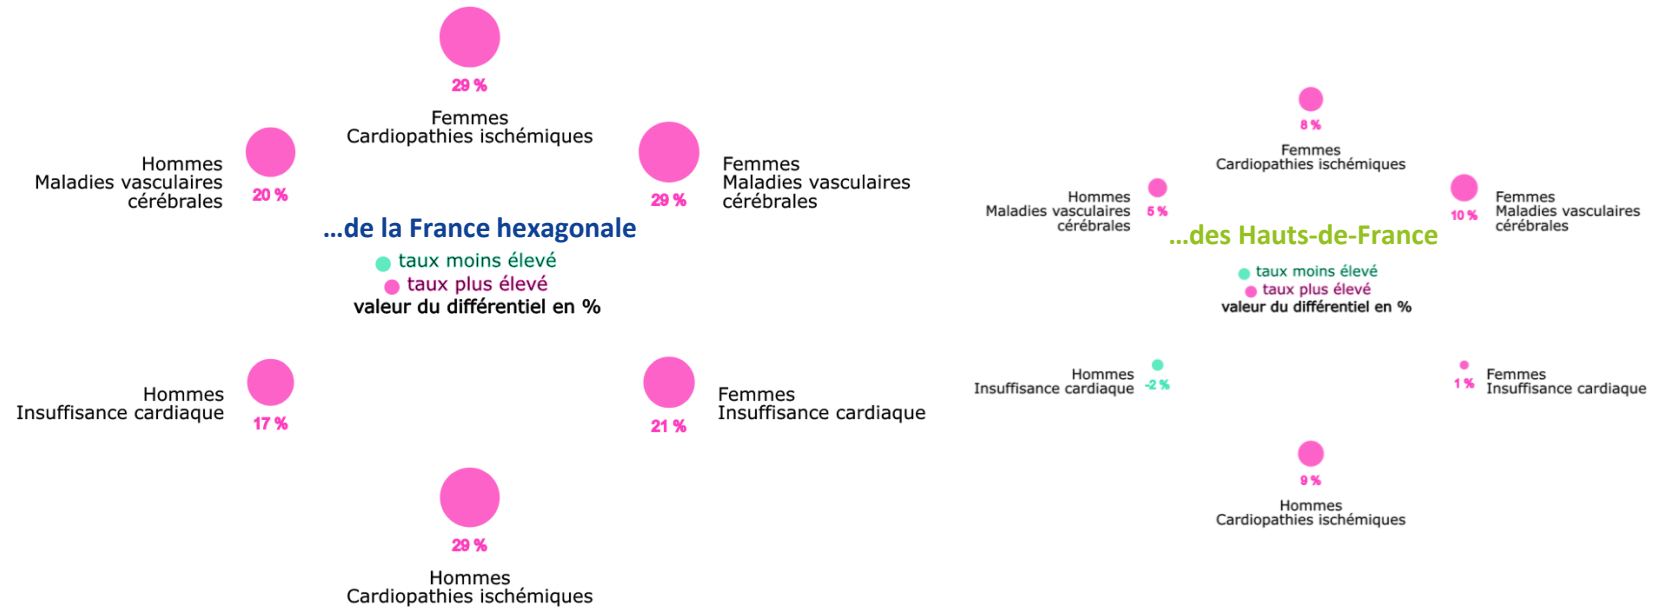 29 %
Femmes
Cardiopathies ischémiques
Hommes
Maladies vasculaires
cérébrales
20 %
29 %
Femmes
Maladies vasculaires
cérébrales
...de la France hexagonale
taux moins élevé
taux plus élevé
valeur du différentiel en %
Hommes
Insuffisance cardiaque
17 %
21 %
Femmes
Insuffisance cardiaque
29 %
Hommes
Cardiopathies ischémiques
8 %
Femmes
Cardiopathies ischémiques
Hommes
Maladies vasculaires
cérébrales
5 %
10 %
Femmes
Maladies vasculaires
cérébrales
...des Hauts-de-France
taux moins élevé
taux plus élevé
valeur du différentiel en %
Hommes
Insuffisance cardiaque
-2 %
1 %
Femmes
Insuffisance cardiaque
9 %
Hommes
Cardiopathies ischémiques